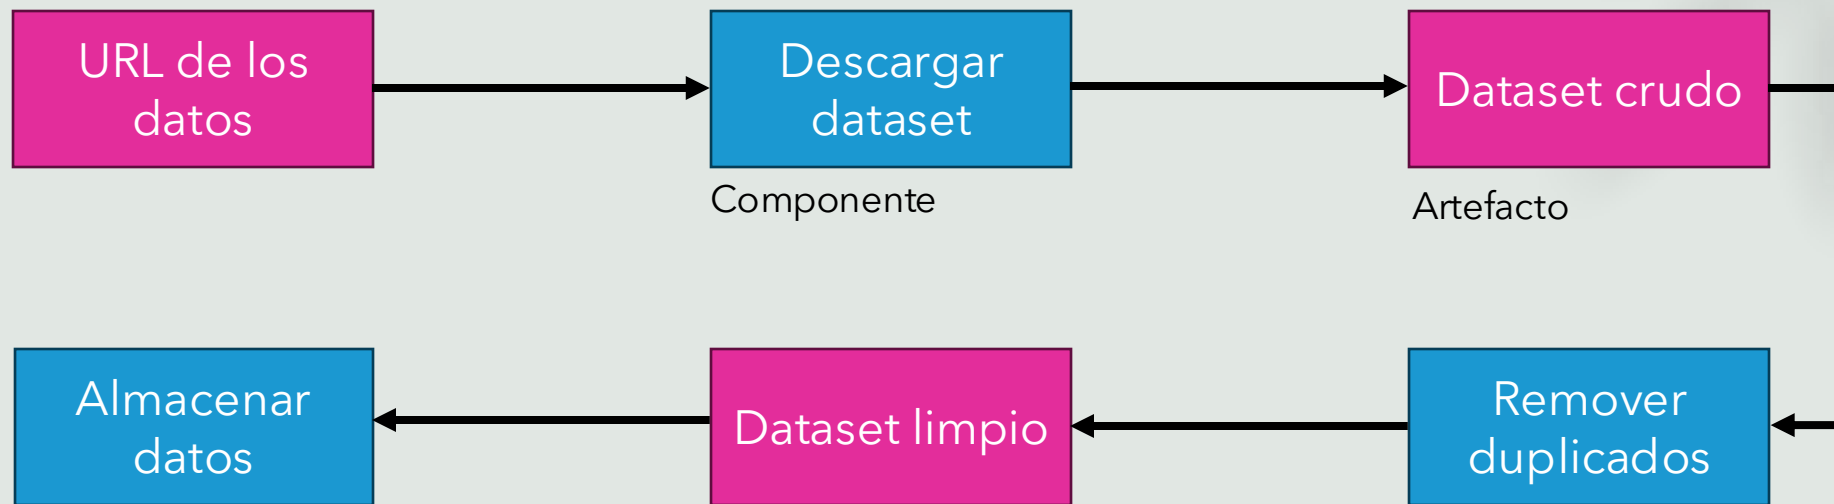 URL de los
datos
Descargar
dataset
Dataset crudo
Componente
Artefacto
Almacenar
datos
Dataset limpio
Remover
duplicados